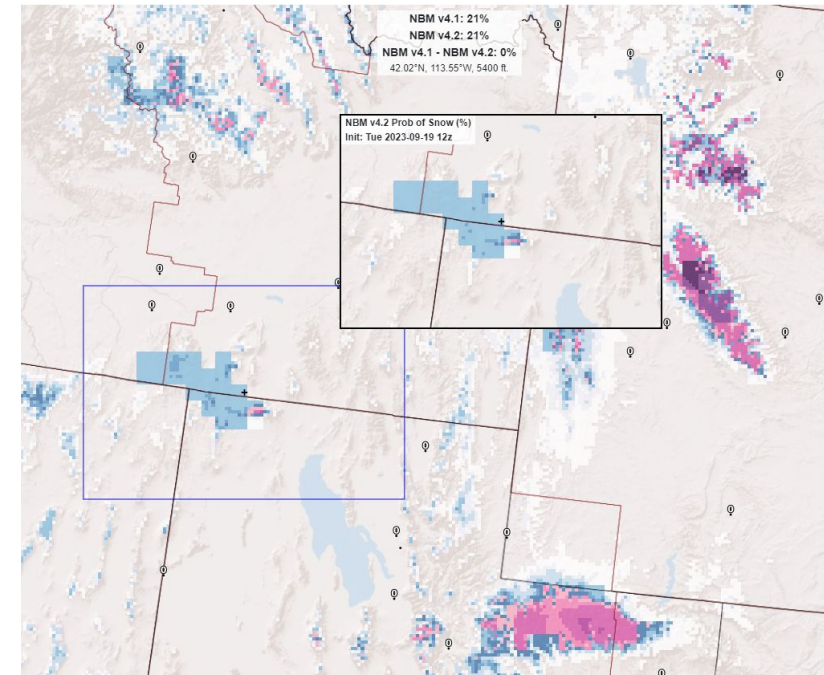 NBM v4.1: 21%
NBM v4.2: 21%
NBM v4.1 - NBM v4.2: 0%
42.02°N, 113.55°W, 5400 ft.
NBM v4.2 Prob of Snow (%)
Init: Tue 2023-09-19 12z